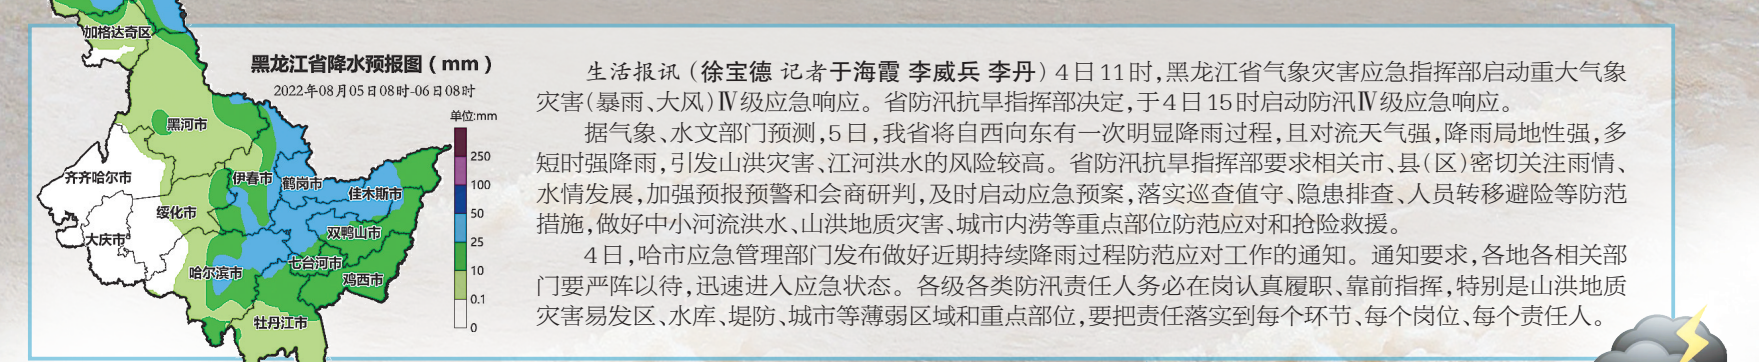 加格达奇区
黑龙江省降水预报图（mm）
2022年08月05日08时-06日08时
单位:mm
250
100
50
25
10
0.1
0
黑河市
齐齐哈尔市
伊春市
鹤岗市
佳木斯市
绥化市
双鸭山市
大庆市
七台河市
哈尔滨市
鸡西市
牡丹江市
生活报讯（徐宝德 记者于海霞 李威兵 李丹）4日11时,黑龙江省气象灾害应急指挥部启动重大气象
灾害(暴雨、大风)Ⅳ级应急响应。省防汛抗旱指挥部决定,于4日15时启动防汛Ⅳ级应急响应。
据气象、水文部门预测,5日,我省将自西向东有一次明显降雨过程,且对流天气强,降雨局地性强,多
短时强降雨,引发山洪灾害、江河洪水的风险较高。省防汛抗旱指挥部要求相关市、县(区)密切关注雨情、
水情发展,加强预报预警和会商研判,及时启动应急预案,落实巡查值守、隐患排查、人员转移避险等防范
措施,做好中小河流洪水、山洪地质灾害、城市内涝等重点部位防范应对和抢险救援。
4日,哈市应急管理部门发布做好近期持续降雨过程防范应对工作的通知。通知要求,各地各相关部
门要严阵以待,迅速进入应急状态。各级各类防汛责任人务必在岗认真履职、靠前指挥,特别是山洪地质
灾害易发区、水库、堤防、城市等薄弱区域和重点部位,要把责任落实到每个环节、每个岗位、每个责任人。